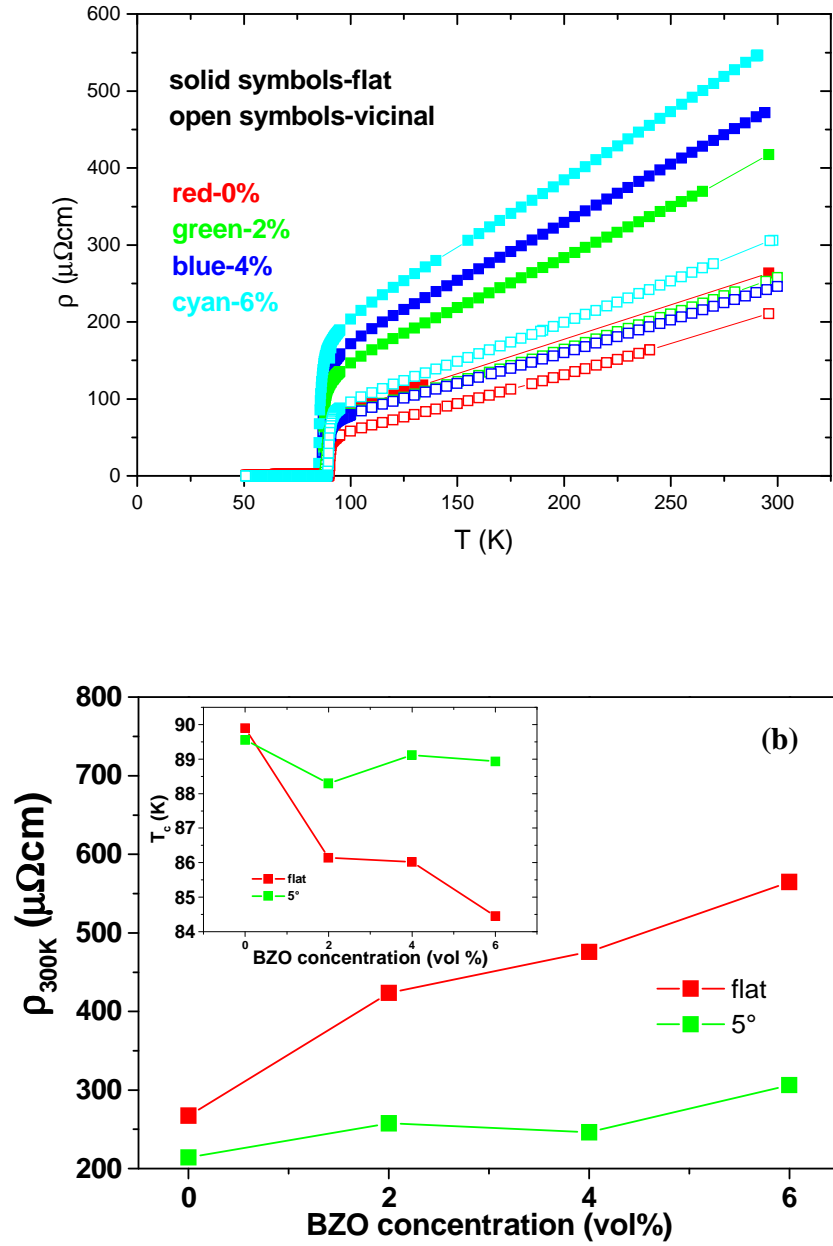 600
500
400
300
200
100
0
ρ (μΩcm)
solid symbols-flat
open symbols-vicinal
red-0%
green-2%
blue-4%
cyan-6%
0 50 100 150 200 250 300
T (K)
800
700
600
500
400
300
200
ρ300K (μΩcm)
(b)
90
89
88
87
86
85
84
Tc (K)
flat
5°
0 2 4 6
BZO concentration (vol %)
flat
5°
0 2 4 6
BZO concentration (vol%)